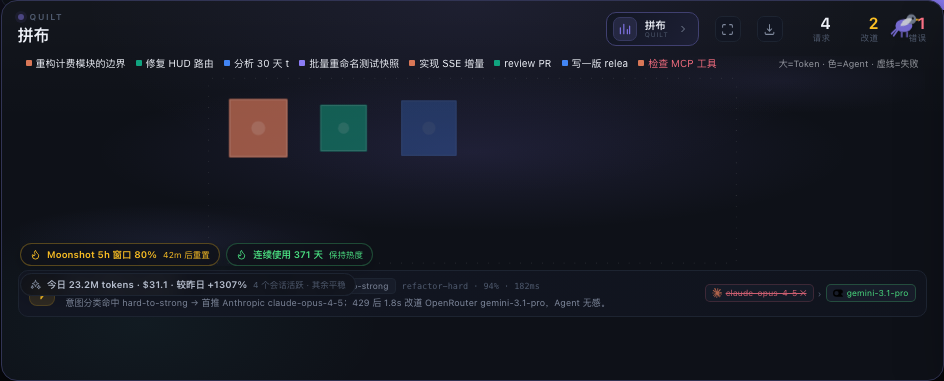 QUILT
拼布
拼布
QUILT
4
请求
2
改道
1
错误
重构计费模块的边界 修复 HUD 路由 分析 30 天 t 批量重命名测试快照 实现 SSE 增量 review PR 写一版 relea 检查 MCP 工具
大=Token · 色=Agent · 虚线=失败
Moonshot 5h 窗口 80% 42m 后重置
连续使用 371 天 保持热度
今日 23.2M tokens · $31.1 · 较昨日 +1307% 4 个会话活跃 · 其余平稳
o-strong refactor-hard · 94% · 182ms
意图分类命中 hard-to-strong → 首推 Anthropic claude-opus-4-5；429 后 1.8s 改道 OpenRouter gemini-3.1-pro，Agent 无感。
claude-opus-4-5 × › gemini-3.1-pro